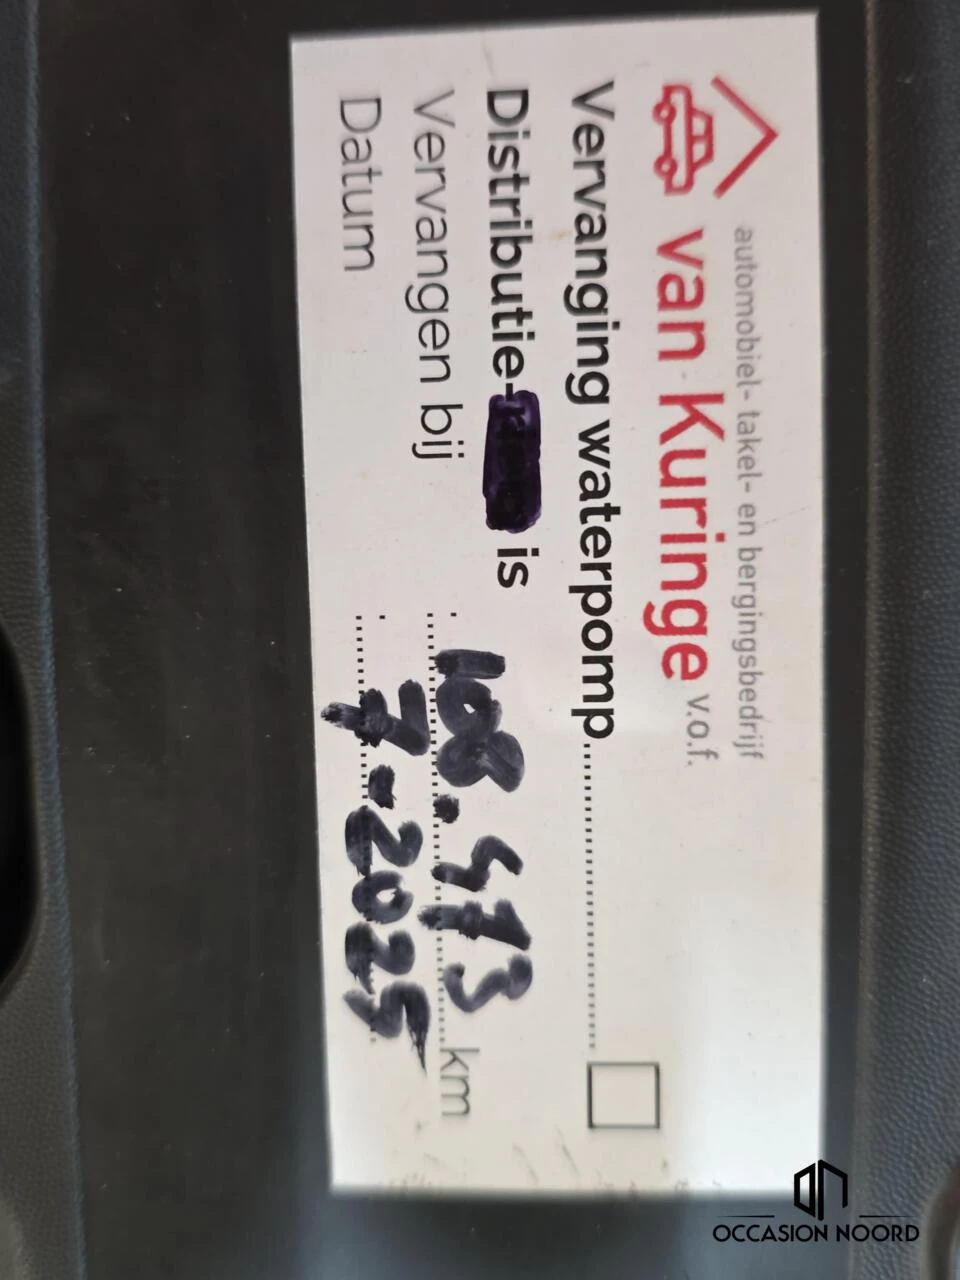 automobiel- takel- en bergingsbedrijf
van Kuringe v.o.f.
Vervanging waterpomp
Distributie- is
Vervangen bij : 108.473 km
Datum : 7-2025
OCCASION NOORD